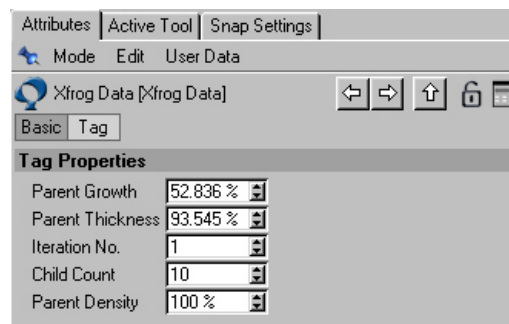 Attributes Active Tool Snap Settings
Mode Edit User Data
Xfrog Data [Xfrog Data]
Basic Tag
Tag Properties
Parent Growth 52.836 %
Parent Thickness 93.545 %
Iteration No. 1
Child Count 10
Parent Density 100 %